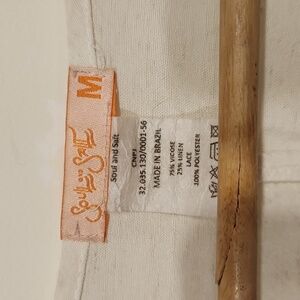 M
Soul and Salt
Soul and Salt
CNPJ
32.035.130/0001-56
MADE IN BRAZIL
75% VICOSE
25% LINEN
LACE
100% POLYESTER